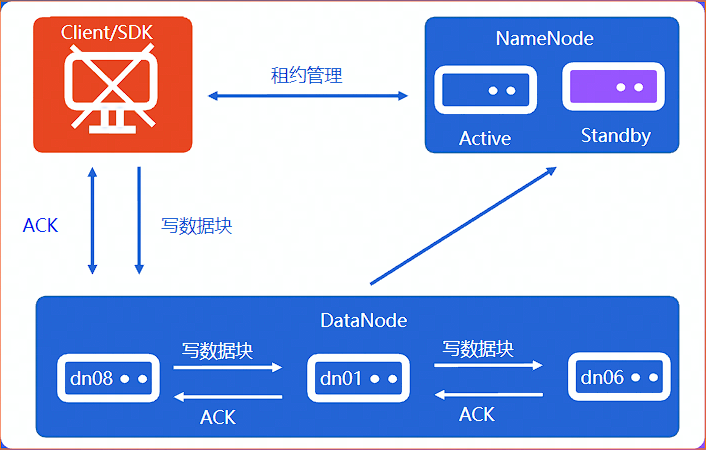 Client/SDK
NameNode
租约管理
Active
Standby
ACK
写数据块
DataNode
写数据块
写数据块
dn08
dn01
dn06
ACK
ACK